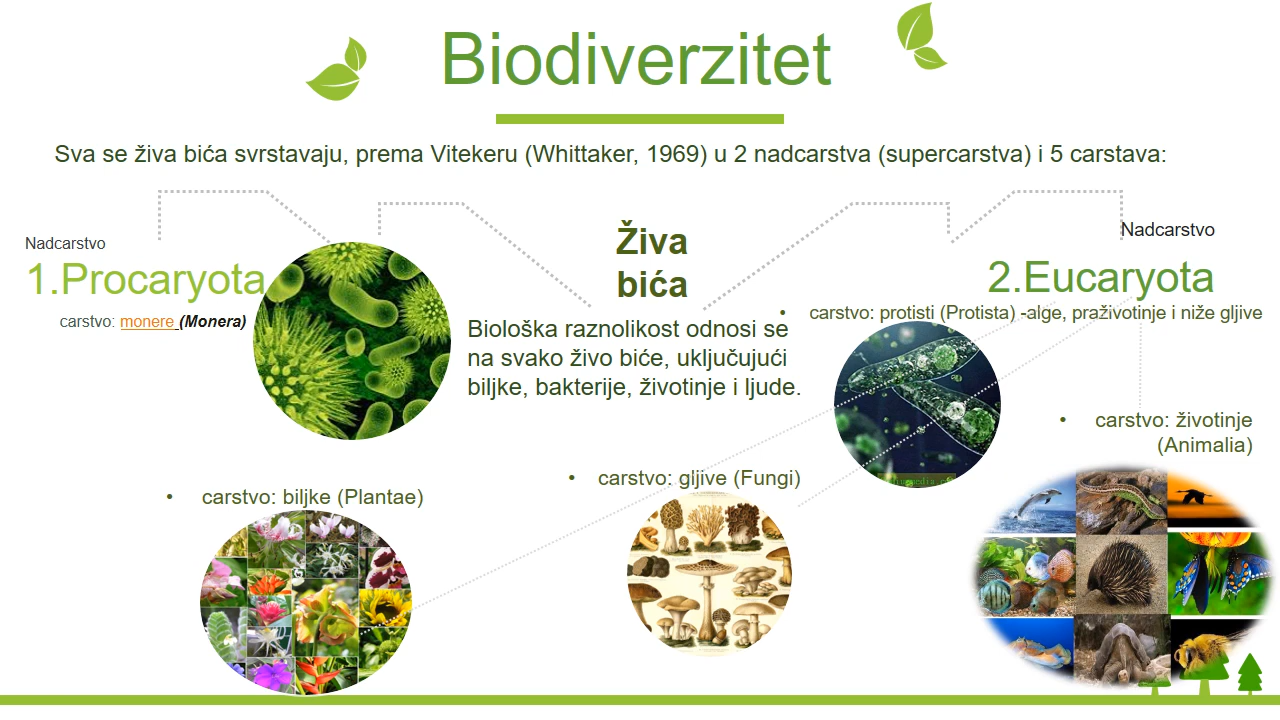 Biodiverzitet
Sva se živa bića svrstavaju, prema Vitekeru (Whittaker, 1969) u 2 nadcarstva (supercarstva) i 5 carstava:
Nadcarstvo
1.Procaryota
carstvo: monere (Monera)
Živa
bića
Biološka raznolikost odnosi se
na svako živo biće, uključujući
biljke, bakterije, životinje i ljude.
Nadcarstvo
2.Eucaryota
• carstvo: protisti (Protista) -alge, praživotinje i niže gljive
• carstvo: životinje
(Animalia)
• carstvo: gljive (Fungi)
• carstvo: biljke (Plantae)